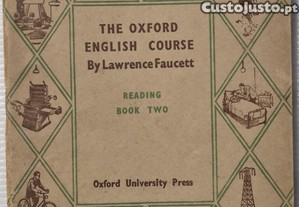 Custojusto.pt
THE OXFORD
ENGLISH COURSE
By Lawrence Faucett
READING
BOOK TWO
Oxford University Press